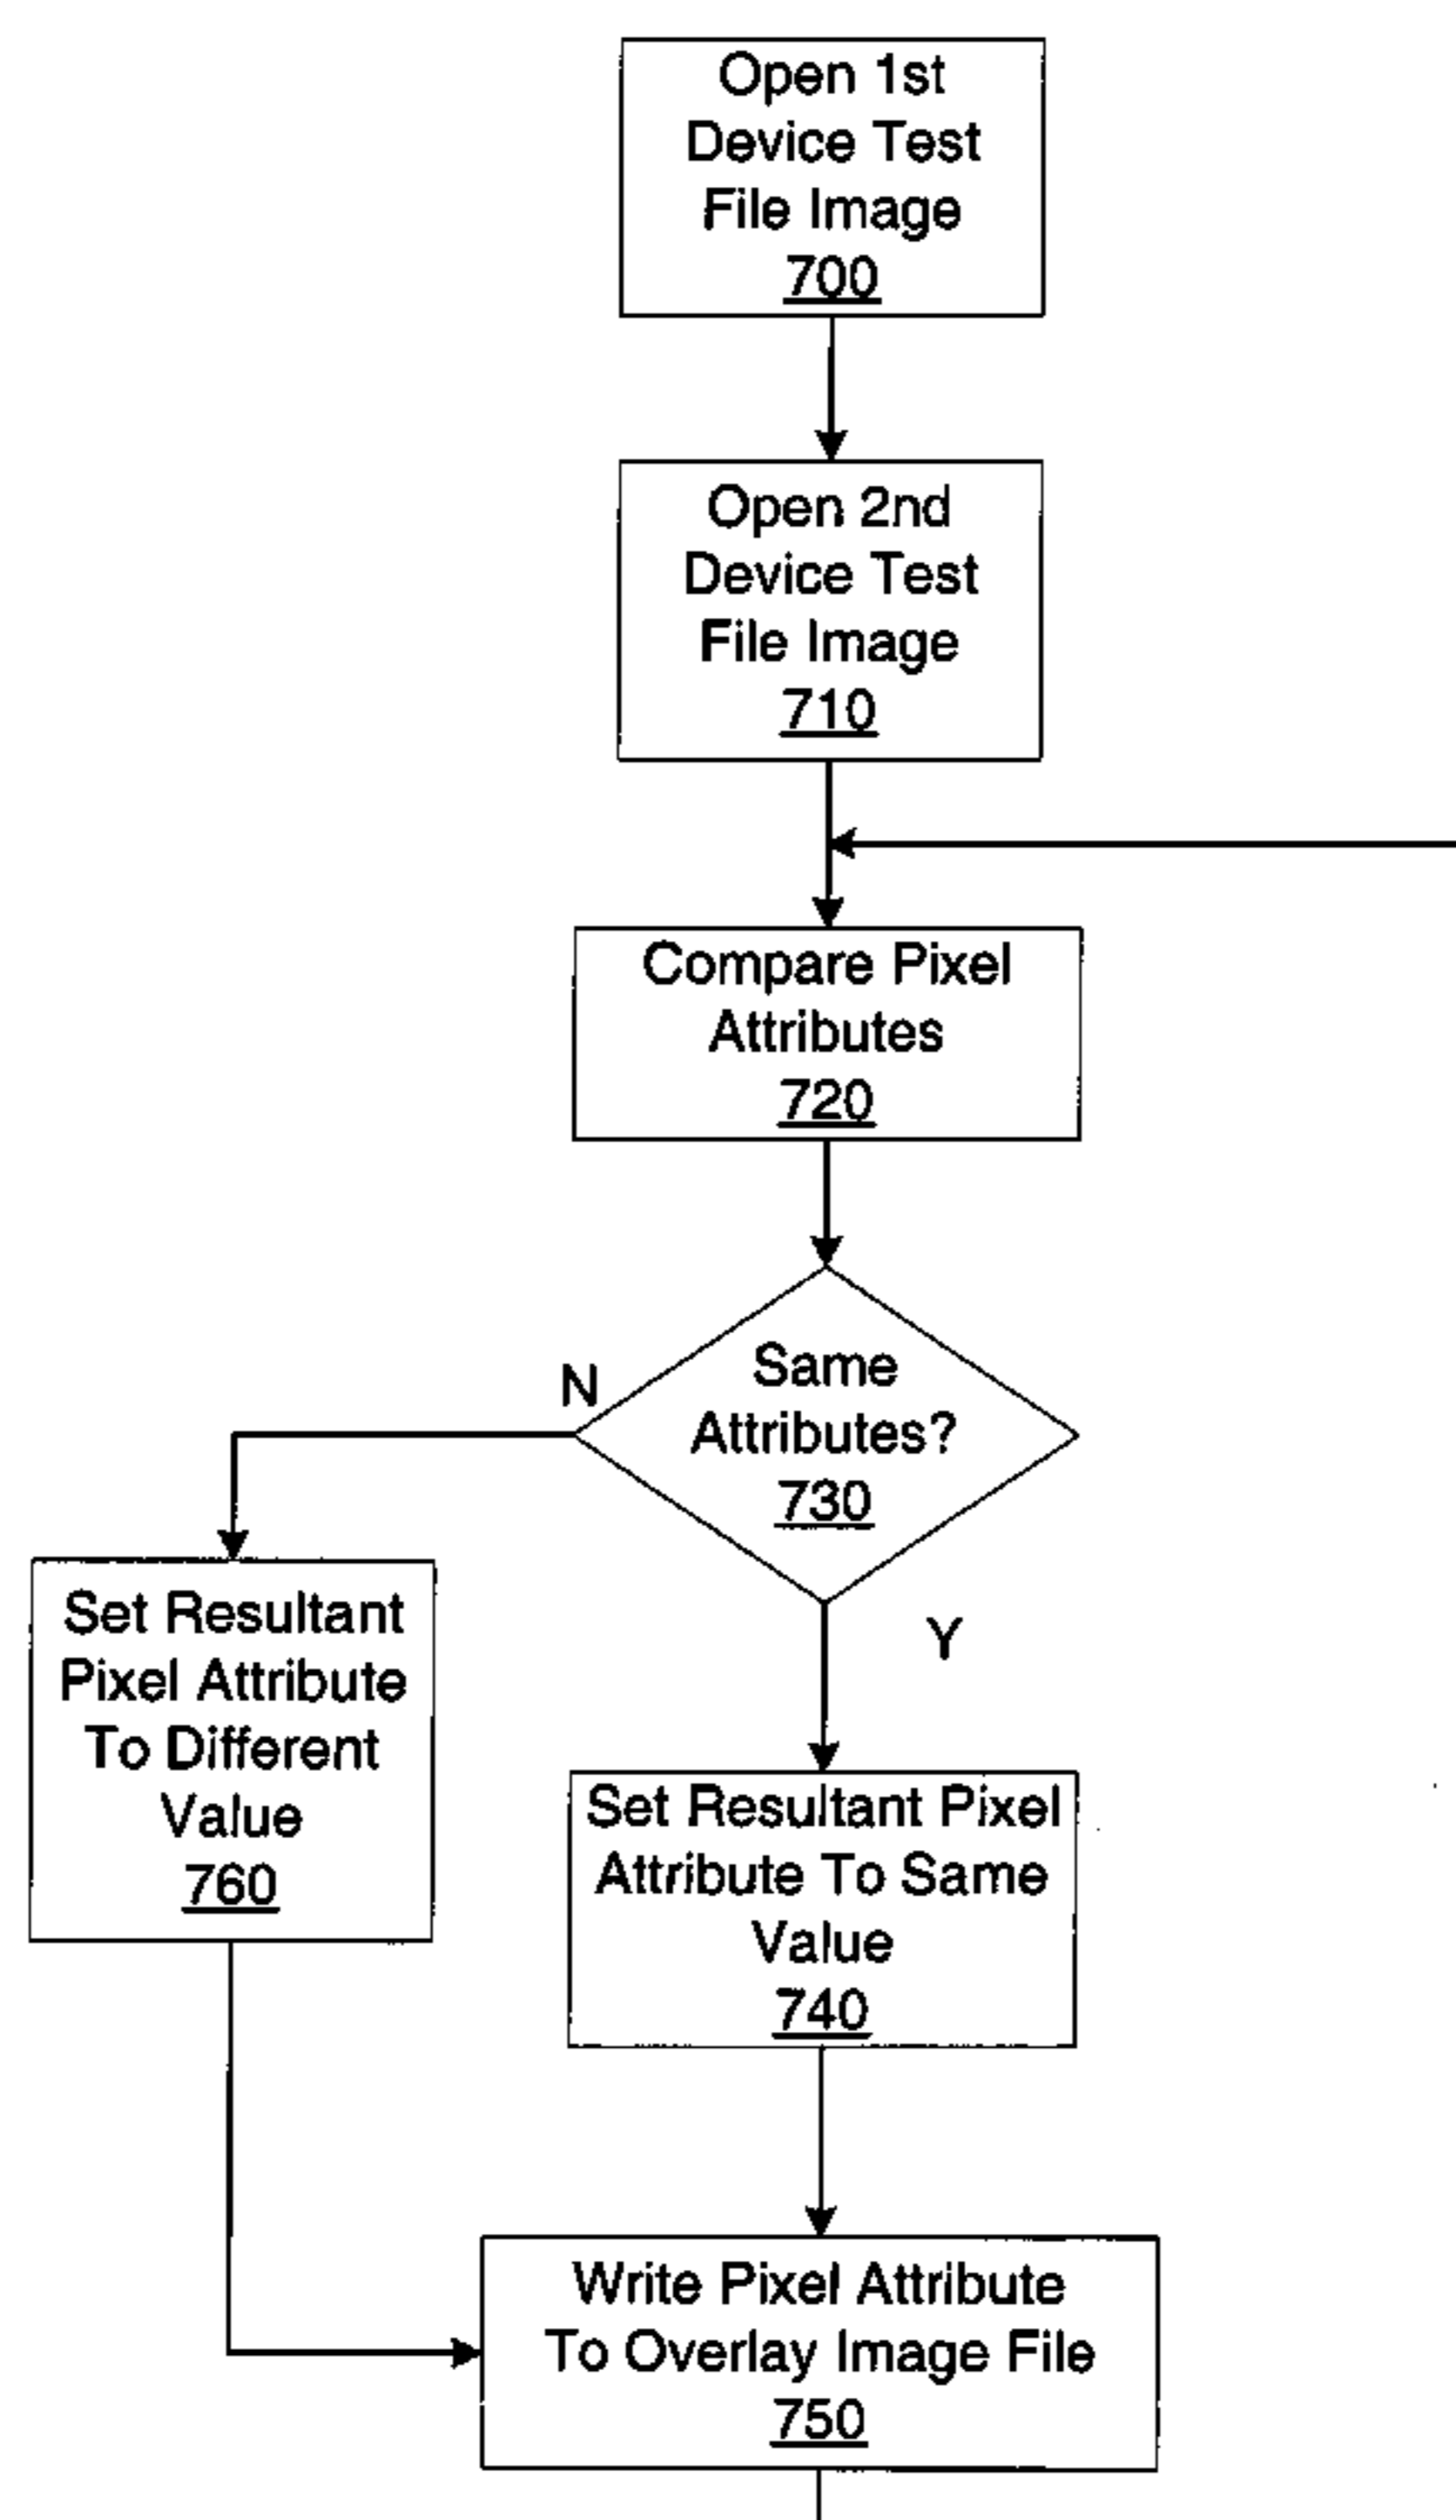 Open 1st
Device Test
File Image
700
Open 2nd
Device Test
File Image
710
Compare Pixel
Attributes
720
Same
Attributes?
730
N
Y
Set Resultant
Pixel Attribute
To Different
Value
760
Set Resultant Pixel
Attribute To Same
Value
740
Write Pixel Attribute
To Overlay Image File
750